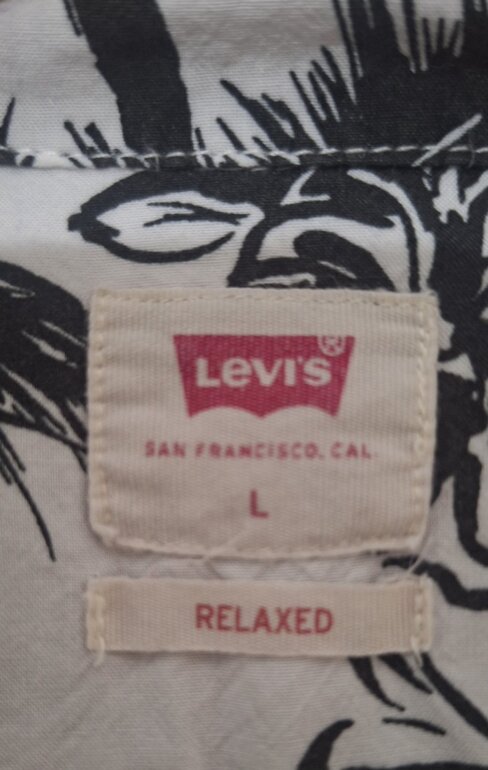 Levi's®
SAN FRANCISCO, CAL.
L
RELAXED